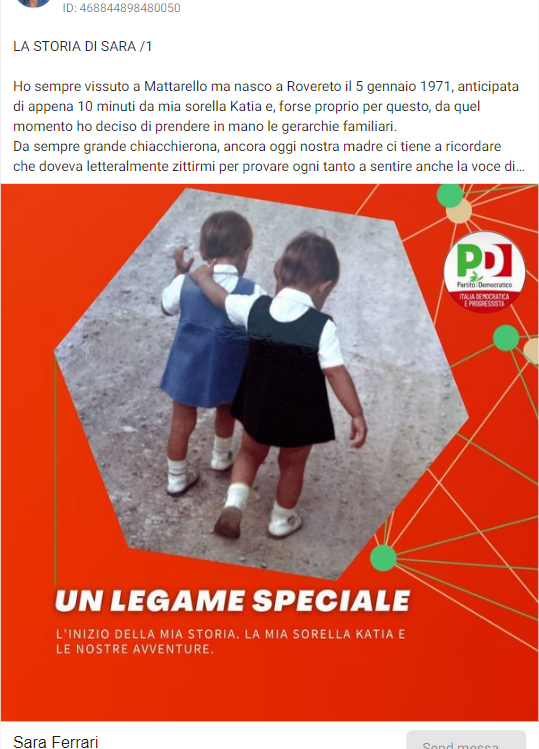 ID: 468844898480050
LA STORIA DI SARA /1
Ho sempre vissuto a Mattarello ma nasco a Rovereto il 5 gennaio 1971, anticipata
di appena 10 minuti da mia sorella Katia e, forse proprio per questo, da quel
momento ho deciso di prendere in mano le gerarchie familiari.
Da sempre grande chiacchierona, ancora oggi nostra madre ci tiene a ricordare
che doveva letteralmente zittirmi per provare ogni tanto a sentire anche la voce di...
PD
Partito Democratico
ITALIA DEMOCRATICA
E PROGRESSISTA
UN LEGAME SPECIALE
L'INIZIO DELLA MIA STORIA. LA MIA SORELLA KATIA E
LE NOSTRE AVVENTURE.
Sara Ferrari
Send messa...